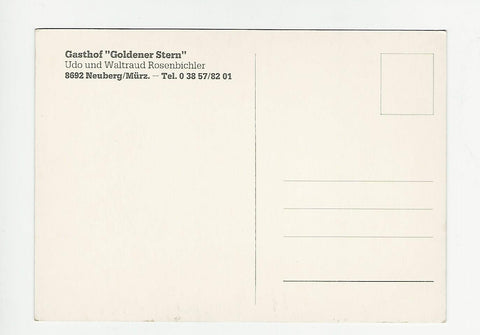 Gasthof "Goldener Stern"
Udo und Waltraud Rosenbichler
8692 Neuberg/Mürz. — Tel. 0 38 57/82 01